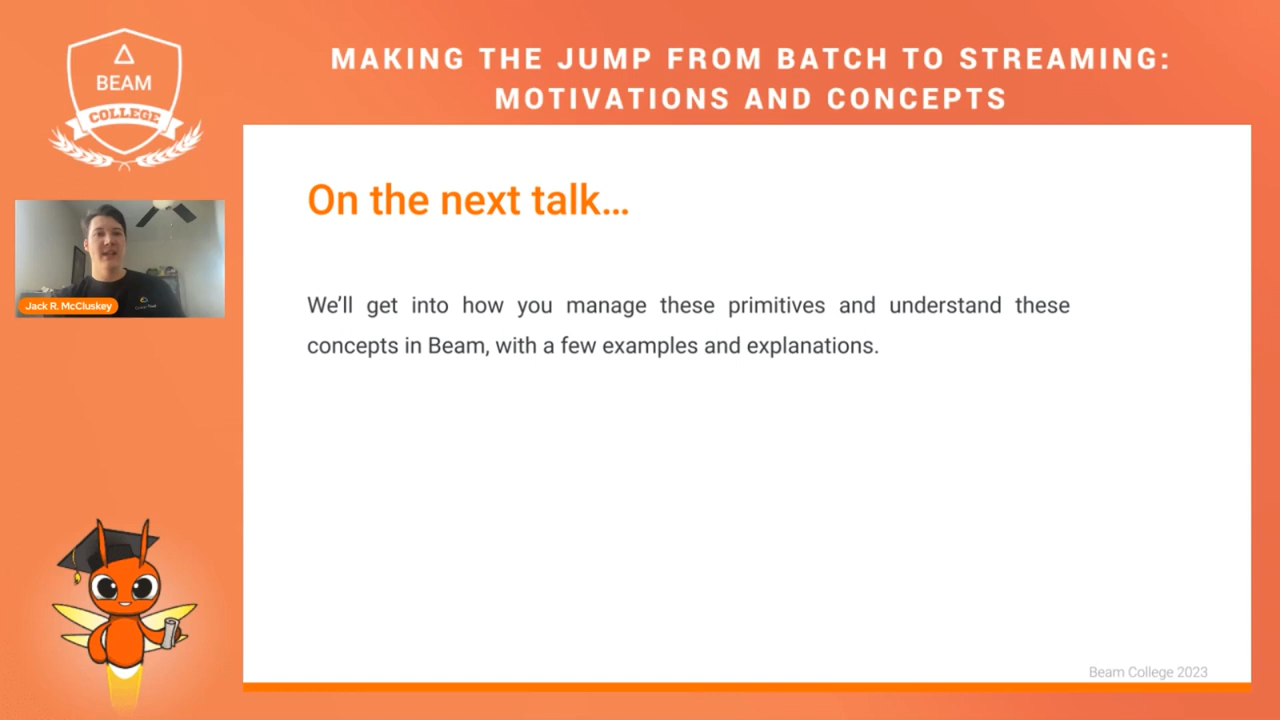 BEAM
COLLEGE
MAKING THE JUMP FROM BATCH TO STREAMING:
MOTIVATIONS AND CONCEPTS
On the next talk...
Jack R. McCluskey
We'll get into how you manage these primitives and understand these
concepts in Beam, with a few examples and explanations.
Beam College 2023